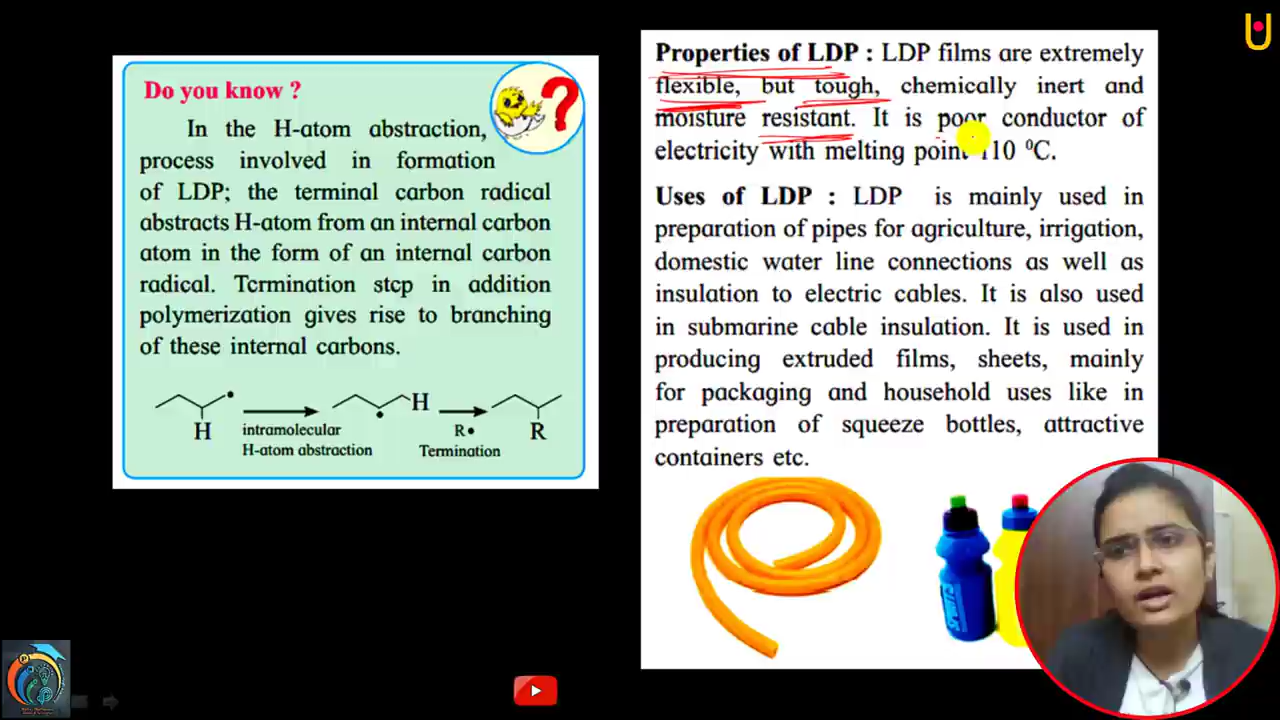 Do you know ?
In the H-atom abstraction,
process involved in formation
of LDP; the terminal carbon radical
abstracts H-atom from an internal carbon
atom in the form of an internal carbon
radical. Termination step in addition
polymerization gives rise to branching
of these internal carbons.
H
intramolecular
H-atom abstraction
H
R•
Termination
R
Properties of LDP : LDP films are extremely
flexible, but tough, chemically inert and
moisture resistant. It is poor conductor of
electricity with melting point 110 ⁰C.
Uses of LDP : LDP is mainly used in
preparation of pipes for agriculture, irrigation,
domestic water line connections as well as
insulation to electric cables. It is also used
in submarine cable insulation. It is used in
producing extruded films, sheets, mainly
for packaging and household uses like in
preparation of squeeze bottles, attractive
containers etc.